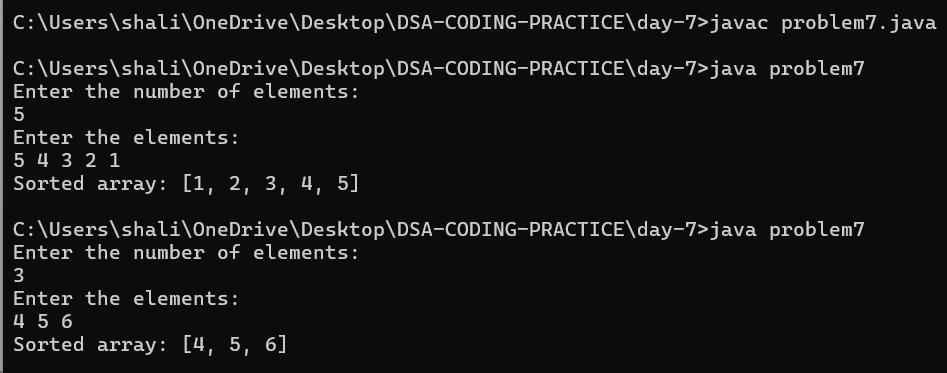 C:\Users\shali\OneDrive\Desktop\DSA-CODING-PRACTICE\day-7>javac problem7.java
C:\Users\shali\OneDrive\Desktop\DSA-CODING-PRACTICE\day-7>java problem7
Enter the number of elements:
5
Enter the elements:
5 4 3 2 1
Sorted array: [1, 2, 3, 4, 5]
C:\Users\shali\OneDrive\Desktop\DSA-CODING-PRACTICE\day-7>java problem7
Enter the number of elements:
3
Enter the elements:
4 5 6
Sorted array: [4, 5, 6]